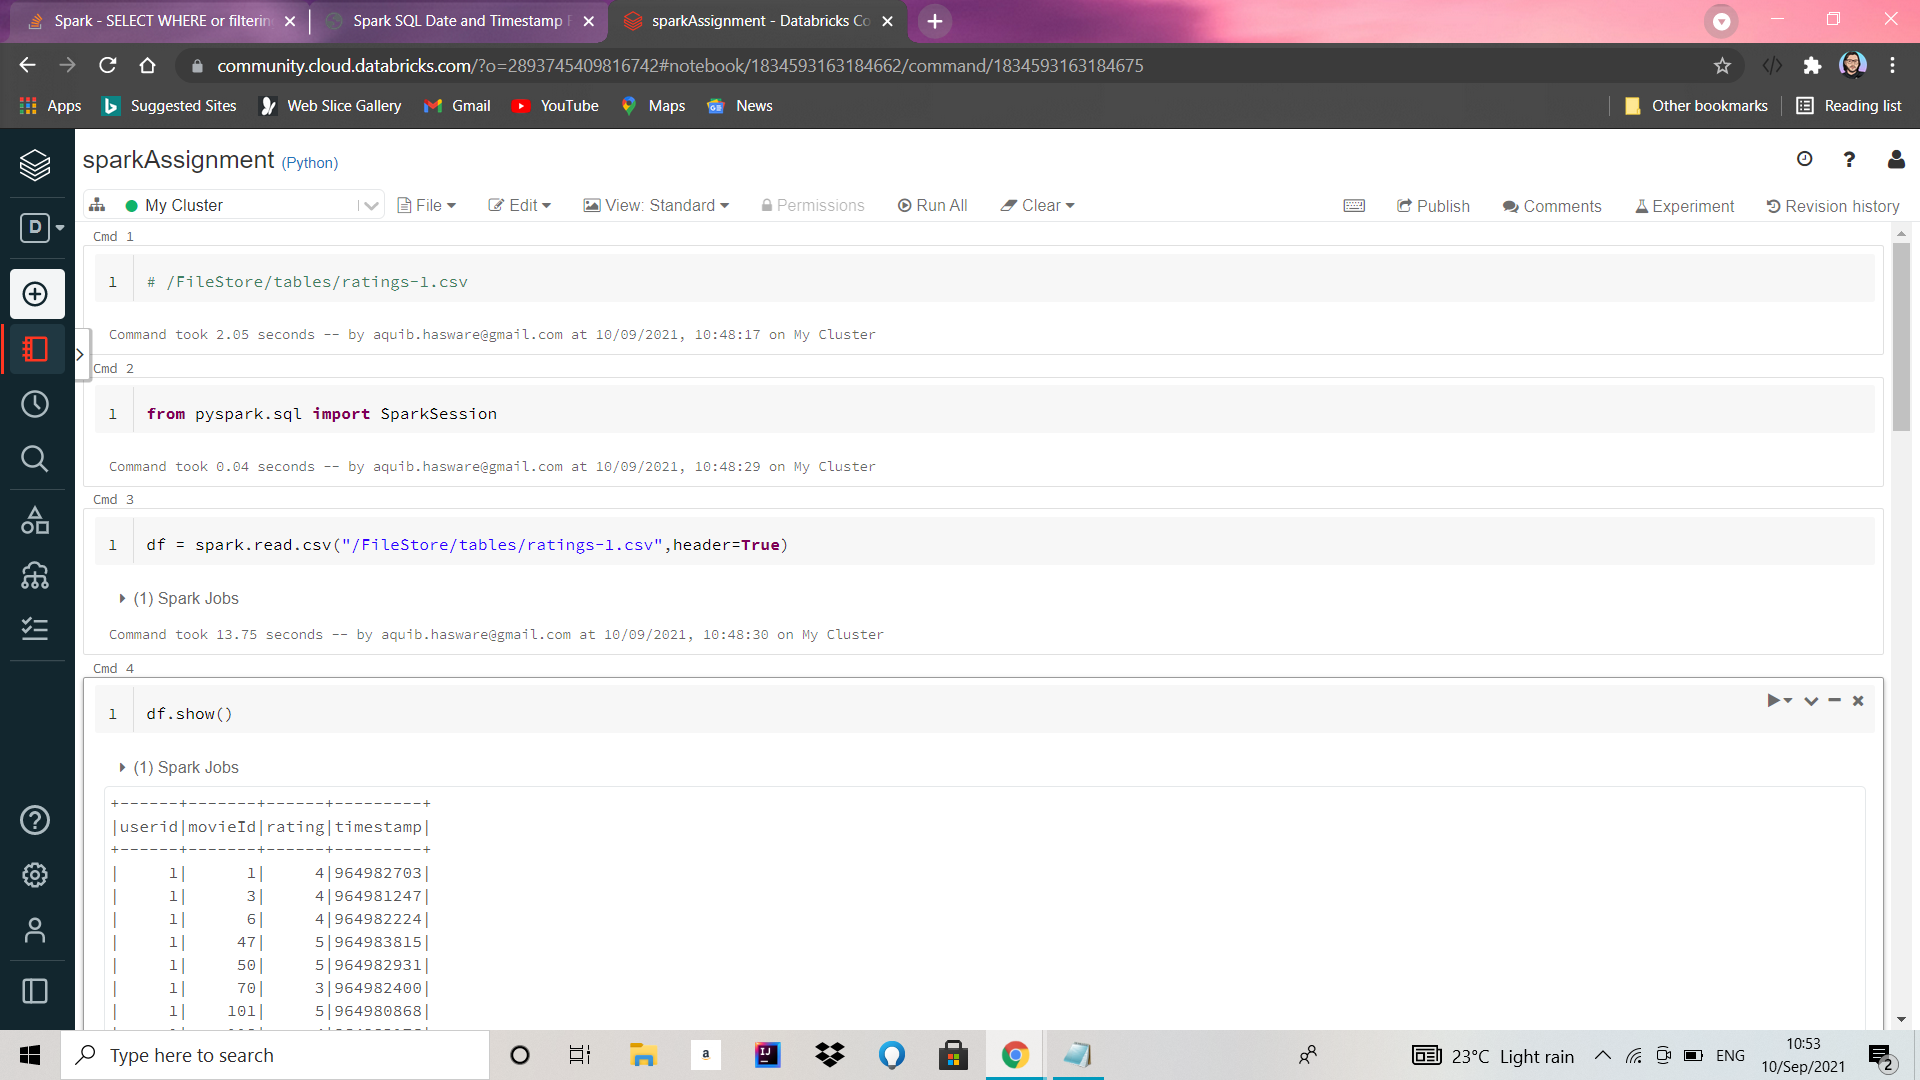 Spark - SELECT WHERE or filterin
Spark SQL Date and Timestamp F
sparkAssignment - Databricks Co
community.cloud.databricks.com/?o=2893745409816742#notebook/1834593163184662/command/1834593163184675
Apps
Suggested Sites
Web Slice Gallery
Gmail
YouTube
Maps
News
Other bookmarks
Reading list
sparkAssignment (Python)
D
My Cluster
File
Edit
View: Standard
Permissions
Run All
Clear
Publish
Comments
Experiment
Revision history
Cmd 1
1 # /FileStore/tables/ratings-1.csv
Command took 2.05 seconds -- by aquib.hasware@gmail.com at 10/09/2021, 10:48:17 on My Cluster
Cmd 2
1 from pyspark.sql import SparkSession
Command took 0.04 seconds -- by aquib.hasware@gmail.com at 10/09/2021, 10:48:29 on My Cluster
Cmd 3
1 df = spark.read.csv("/FileStore/tables/ratings-1.csv",header=True)
(1) Spark Jobs
Command took 13.75 seconds -- by aquib.hasware@gmail.com at 10/09/2021, 10:48:30 on My Cluster
Cmd 4
1 df.show()
(1) Spark Jobs
+------+-------+------+---------+
|userid|movieId|rating|timestamp|
+------+-------+------+---------+
|     1|      1|     4|964982703|
|     1|      3|     4|964981247|
|     1|      6|     4|964982224|
|     1|     47|     5|964983815|
|     1|     50|     5|964982931|
|     1|     70|     3|964982400|
|     1|    101|     5|964980868|
Type here to search
a
IJ
23°C Light rain
ENG
10:53
10/Sep/2021
2